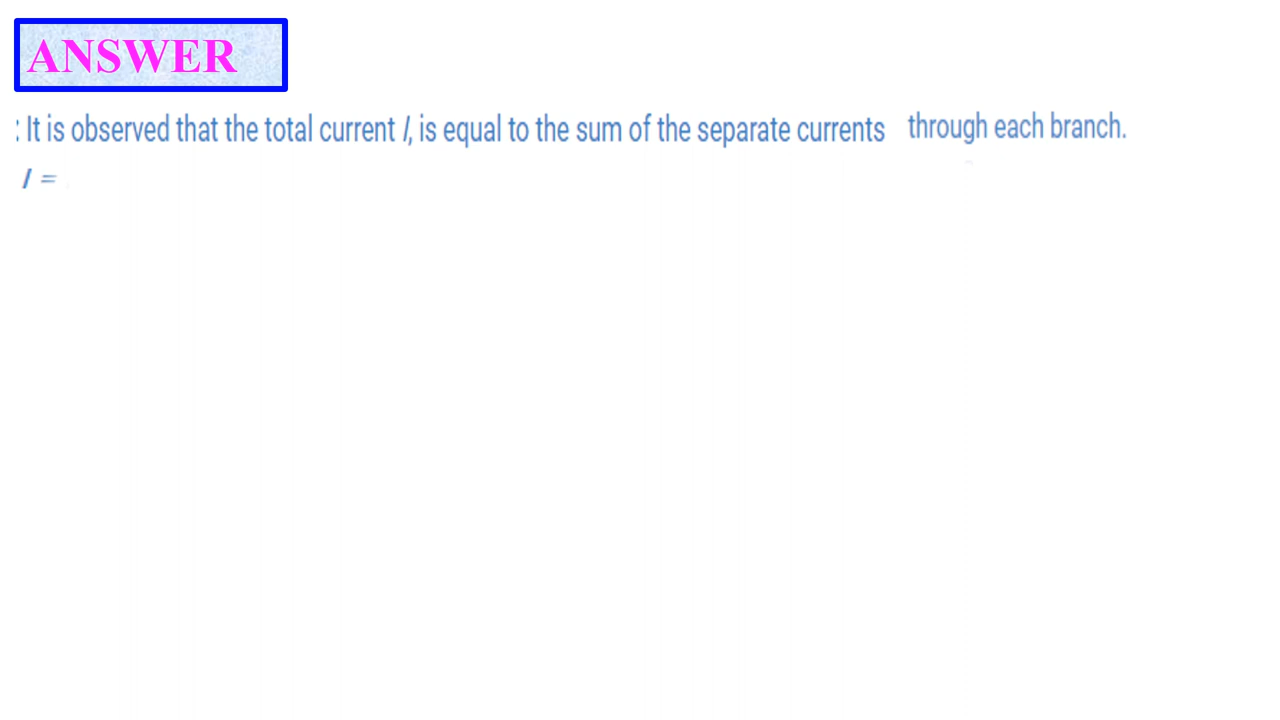 ANSWER
: It is observed that the total current I, is equal to the sum of the separate currents through each branch.
I =